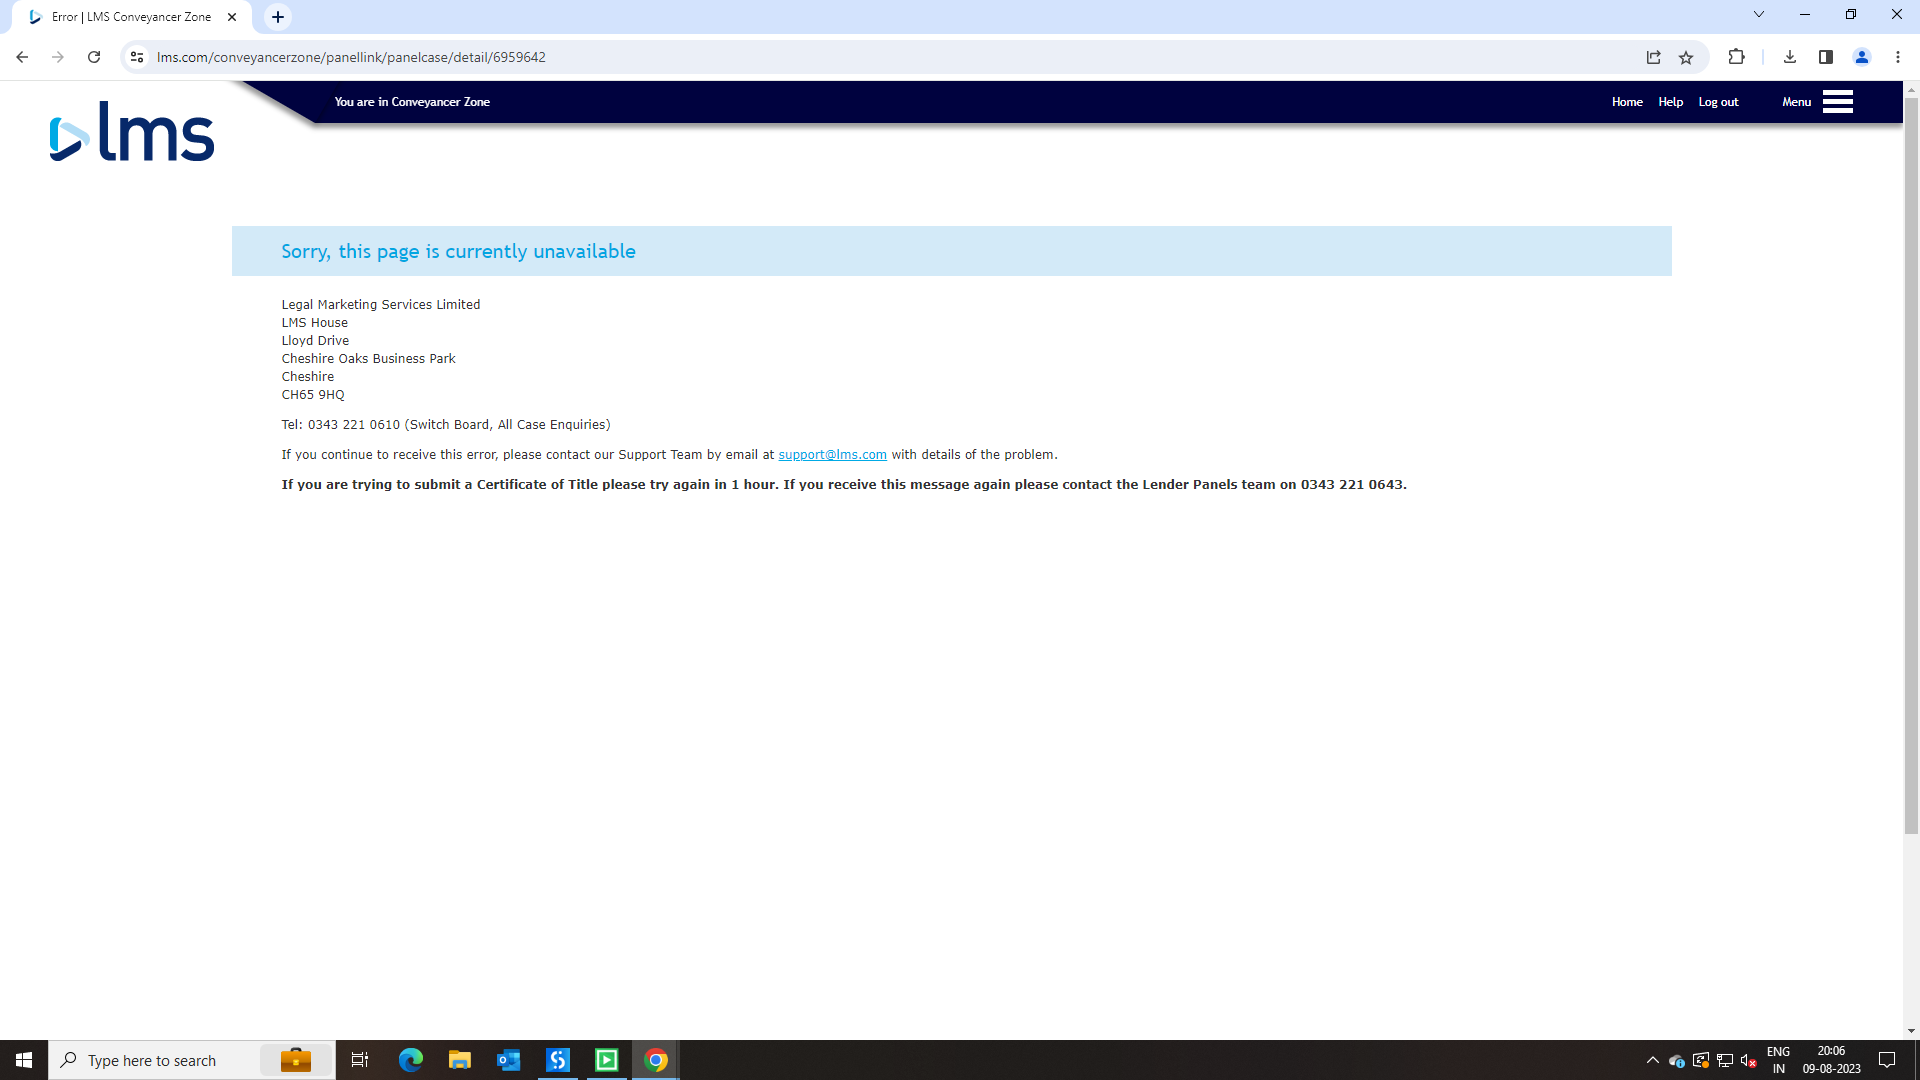 Error | LMS Conveyancer Zone
lms.com/conveyancerzone/panellink/panelcase/detail/6959642
You are in Conveyancer Zone
Home
Help
Log out
Menu
lms
Sorry, this page is currently unavailable
Legal Marketing Services Limited
LMS House
Lloyd Drive
Cheshire Oaks Business Park
Cheshire
CH65 9HQ
Tel: 0343 221 0610 (Switch Board, All Case Enquiries)
If you continue to receive this error, please contact our Support Team by email at support@lms.com with details of the problem.
If you are trying to submit a Certificate of Title please try again in 1 hour. If you receive this message again please contact the Lender Panels team on 0343 221 0643.
Type here to search
ENG
IN
20:06
09-08-2023